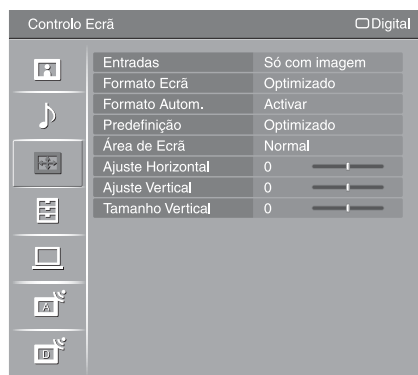 Controlo Ecrã Digital
Entradas Só com imagem
Formato Ecrã Optimizado
Formato Autom. Activar
Predefinição Optimizado
Área de Ecrã Normal
Ajuste Horizontal 0
Ajuste Vertical 0
Tamanho Vertical 0
A
D